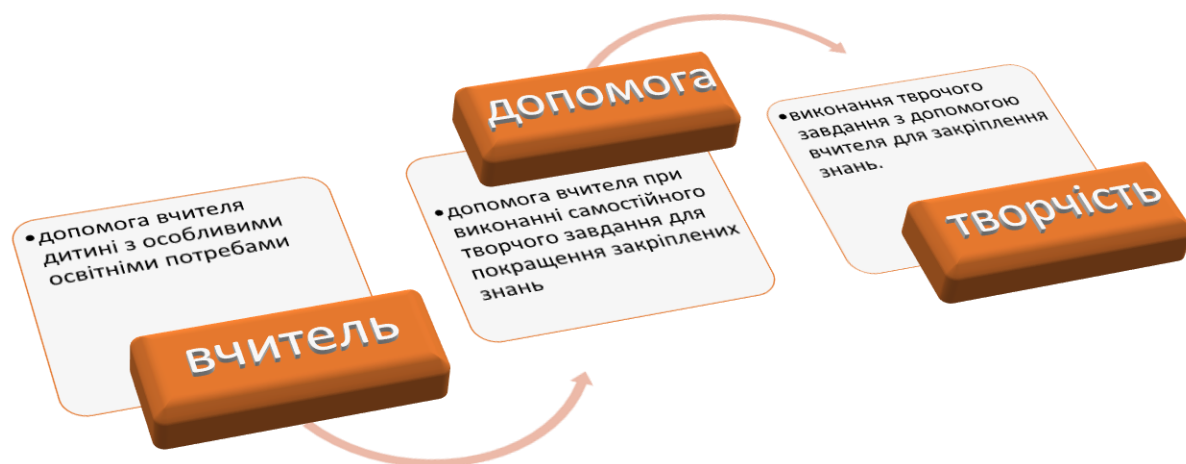 •допомога вчителя
дитині з особливими
освітніми потребами
вчитель
допомога
•допомога вчителя при
виконанні самостійного
творчого завдання для
покращення закріплених
знань
•виконання тврочого
завдання з допомогою
вчителя для закріплення
знань.
творчість